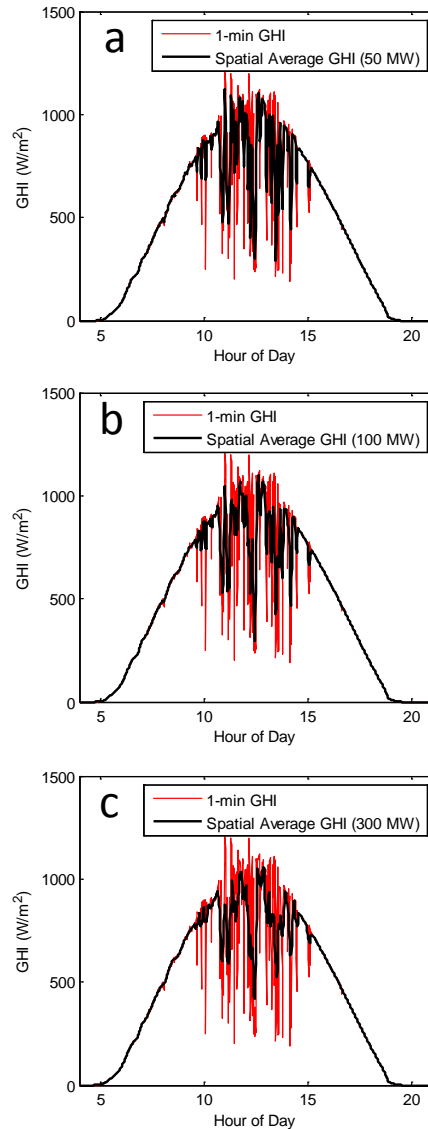 a
1-min GHI
Spatial Average GHI (50 MW)
1500
1000
500
0
GHI (W/m²)
5 10 15 20
Hour of Day
b
1-min GHI
Spatial Average GHI (100 MW)
1500
1000
500
0
GHI (W/m²)
5 10 15 20
Hour of Day
c
1-min GHI
Spatial Average GHI (300 MW)
1500
1000
500
0
GHI (W/m²)
5 10 15 20
Hour of Day